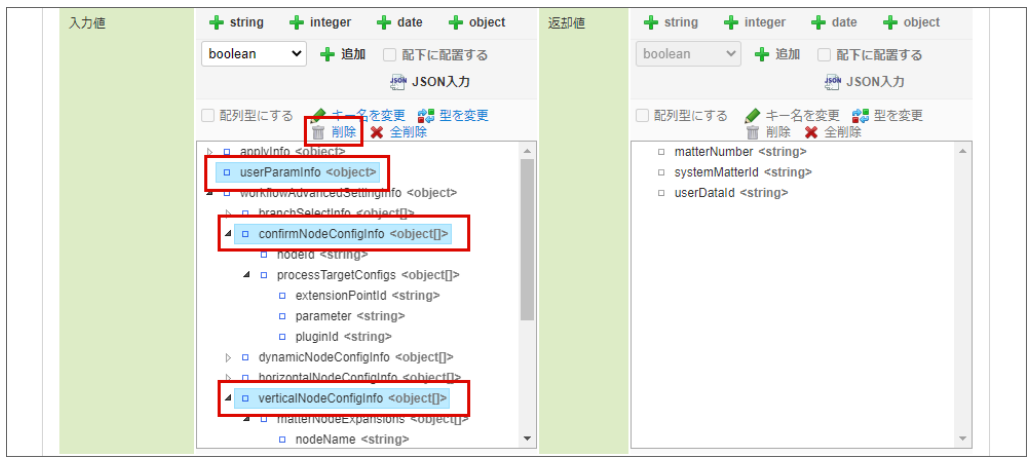 入力値
string integer date object
boolean 追加 配下に配置する
JSON JSON入力
配列型にする キー名を変更 型を変更
削除 全削除
applyInfo <object>
userParamInfo <object>
workflowAdvancedSettingInfo <object>
branchSelectInfo <object[]>
confirmNodeConfigInfo <object[]>
nodeId <string>
processTargetConfigs <object[]>
extensionPointId <string>
parameter <string>
pluginId <string>
dynamicNodeConfigInfo <object[]>
horizontalNodeConfigInfo <object[]>
verticalNodeConfigInfo <object[]>
matterNodeExpansions <object[]>
nodeName <string>
返却値
string integer date object
boolean 追加 配下に配置する
JSON JSON入力
配列型にする キー名を変更 型を変更
削除 全削除
matterNumber <string>
systemMatterId <string>
userDataId <string>